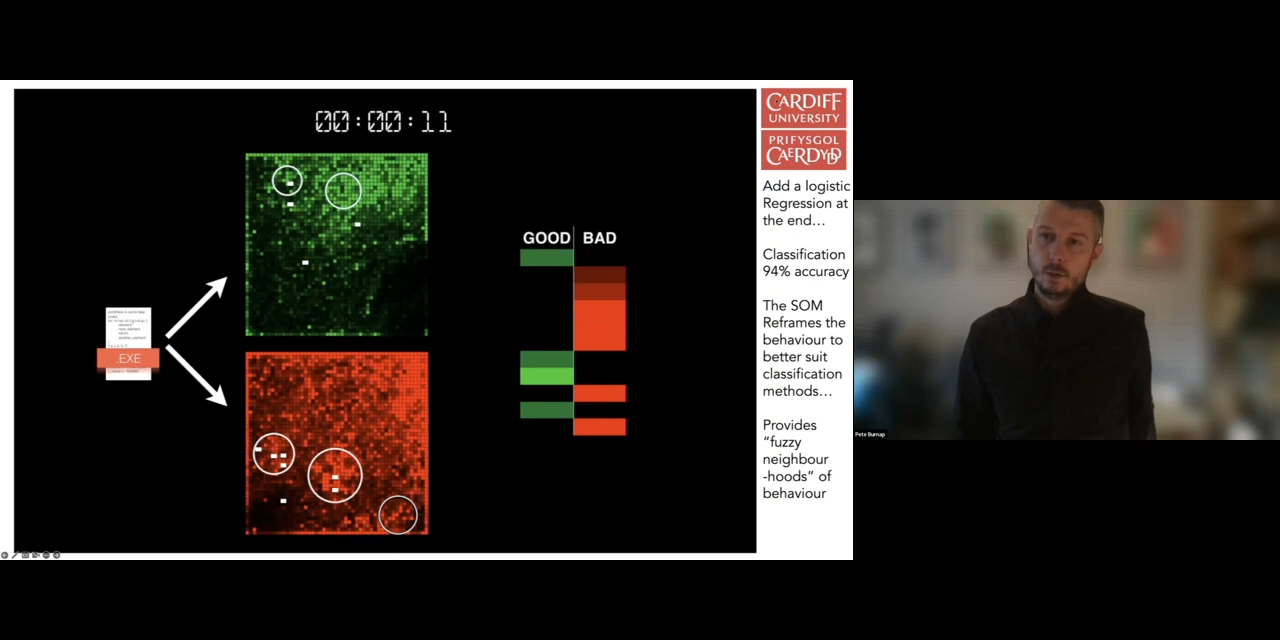 00:00:11
GOOD BAD
.EXE
CARDIFF
UNIVERSITY
PRIFYSGOL
CAERDYDD
Add a logistic
Regression at
the end…
Classification
94% accuracy
The SOM
Reframes the
behaviour to
better suit
classification
methods…
Provides
“fuzzy
neighbour
-hoods” of
behaviour
Pete Burnap